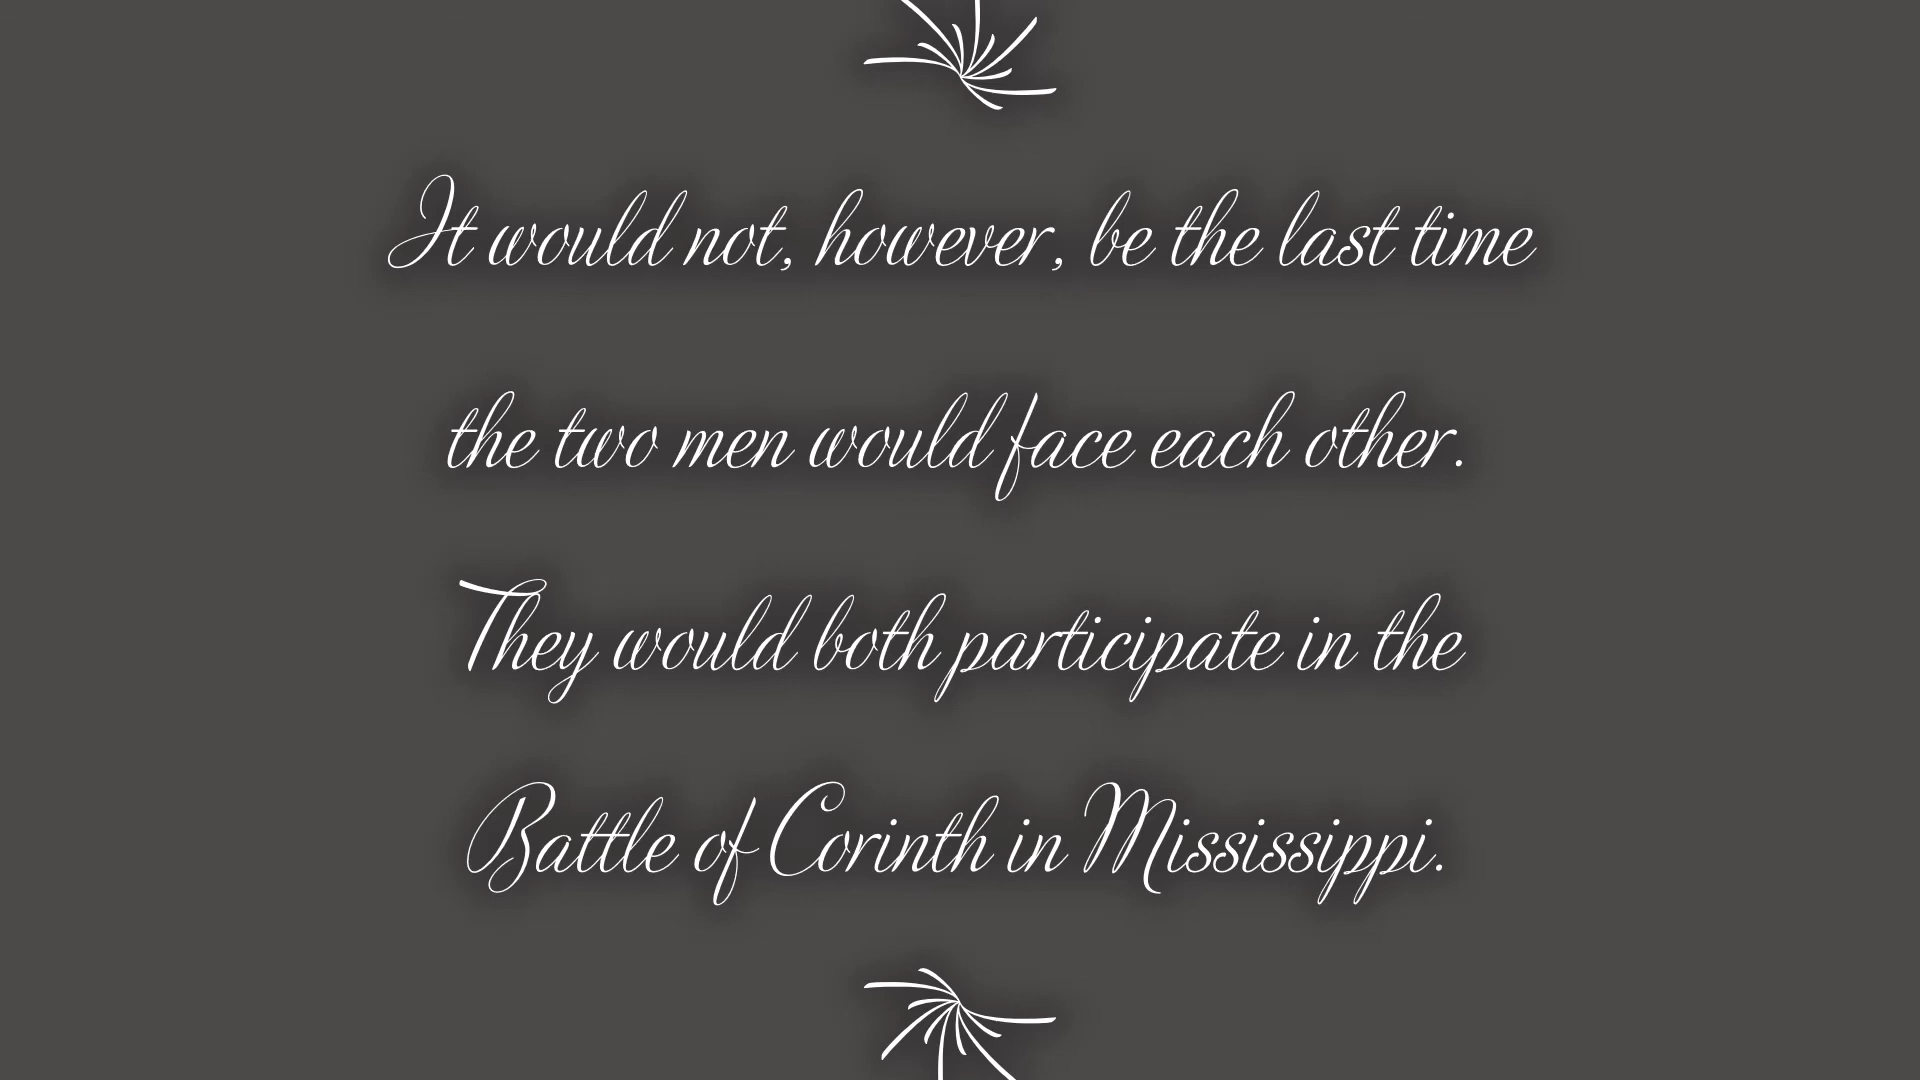 It would not, however, be the last time
the two men would face each other.
They would both participate in the
Battle of Corinth in Mississippi.